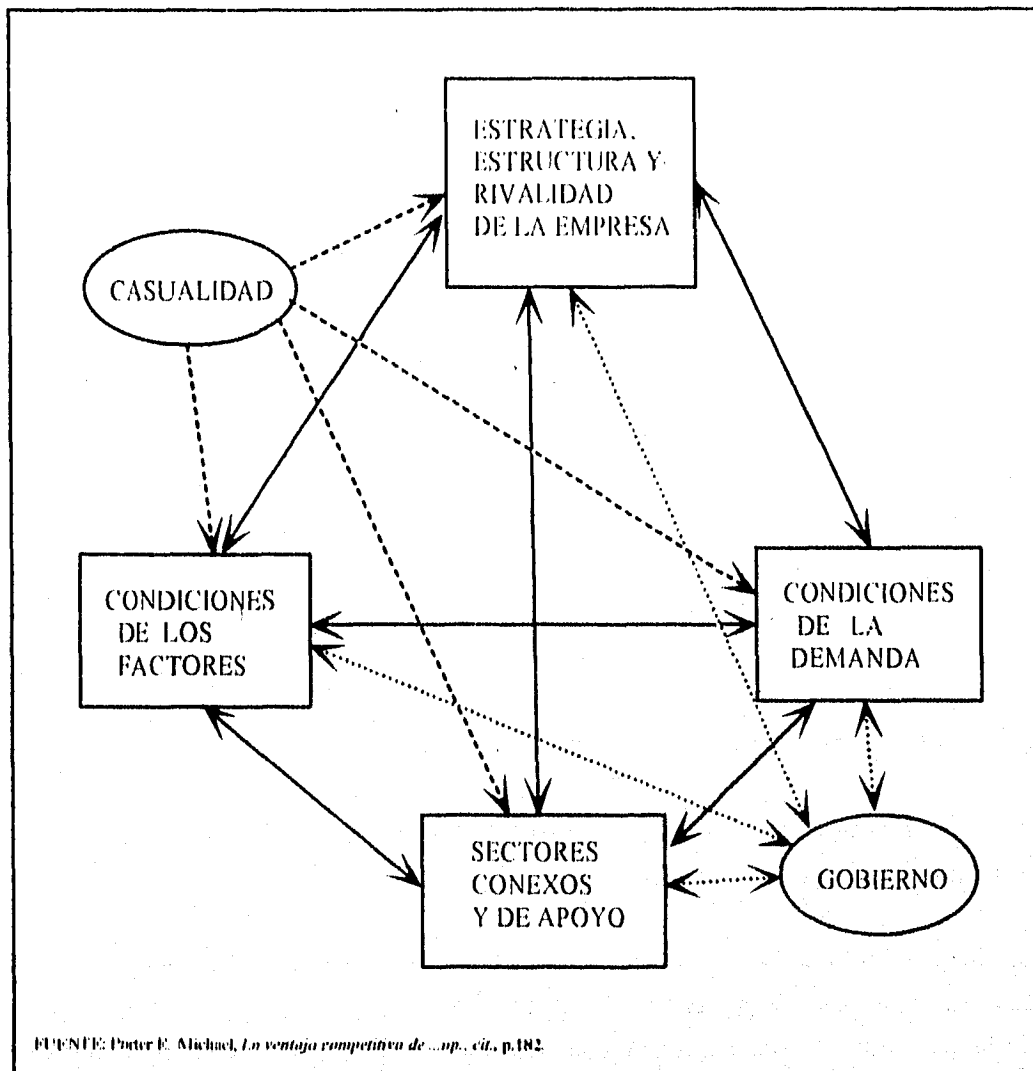 ESTRATEGIA,
ESTRUCTURA Y
RIVALIDAD
DE LA EMPRESA
CASUALIDAD
CONDICIONES
DE LOS
FACTORES
CONDICIONES
DE LA
DEMANDA
SECTORES
CONEXOS
Y DE APOYO
GOBIERNO
FUENTE: Porter E. Michael, La ventaja competitiva de ...op., cit., p.182.